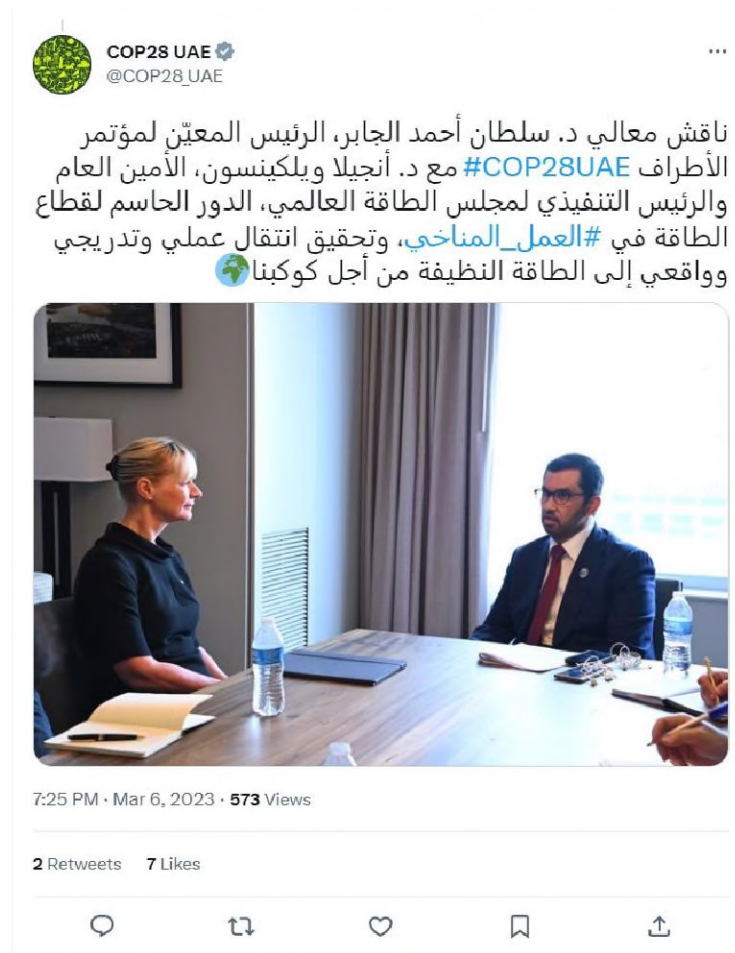 COP28 UAE
@COP28_UAE
ناقش معالي د. سلطان أحمد الجابر، الرئيس المعيّن لمؤتمر
الأطراف #COP28UAE مع د. أنجيلا ويلكينسون، الأمين العام
والرئيس التنفيذي لمجلس الطاقة العالمي، الدور الحاسم لقطاع
الطاقة في #العمل_المناخي، وتحقيق انتقال عملي وتدريجي
وواقعي إلى الطاقة النظيفة من أجل كوكبنا🌍
7:25 PM · Mar 6, 2023 · 573 Views
2 Retweets 7 Likes